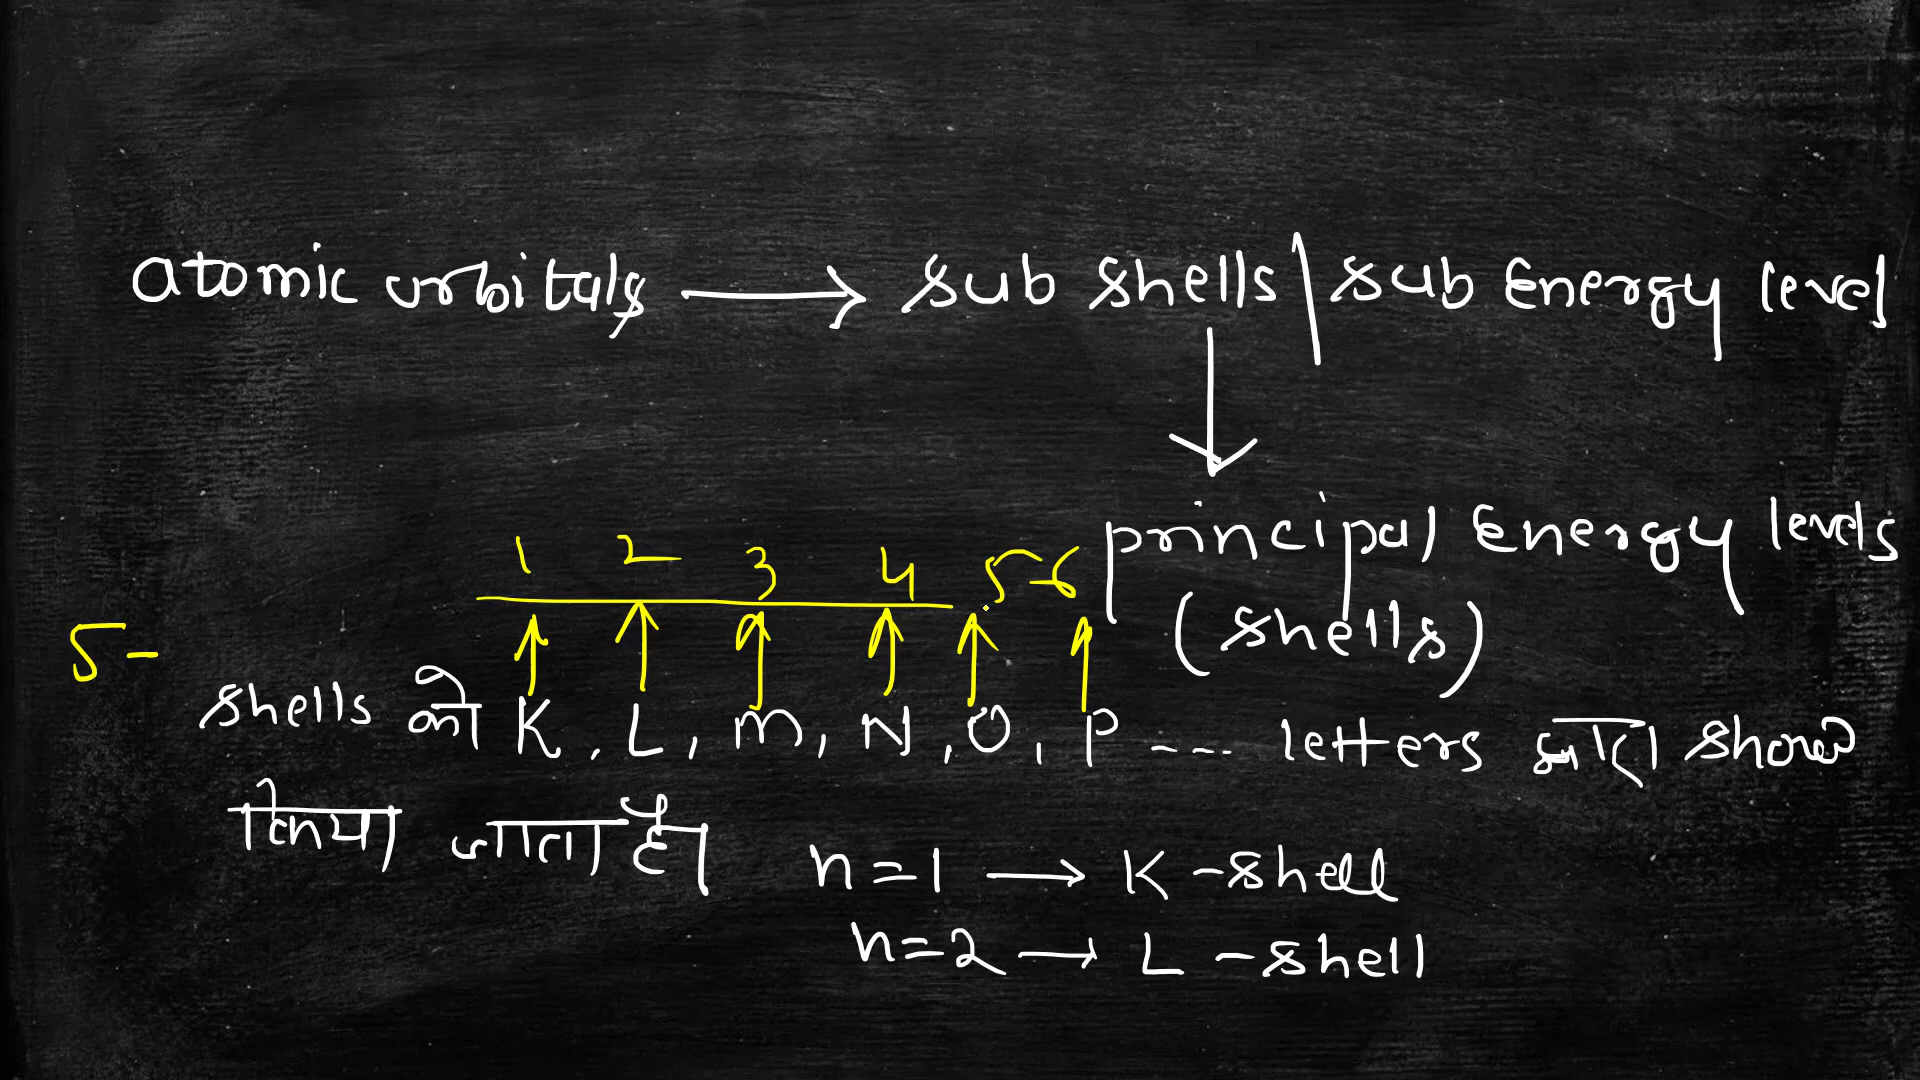 atomic orbitals → sub shells | sub Energy level
↓
principal Energy levels
(shells)
1 2 3 4 5 6
5-
shells को K, L, m, N, O, P ---- letters द्वारा show
किया जाता है।
n=1 → K-shell
n=2 → L-shell